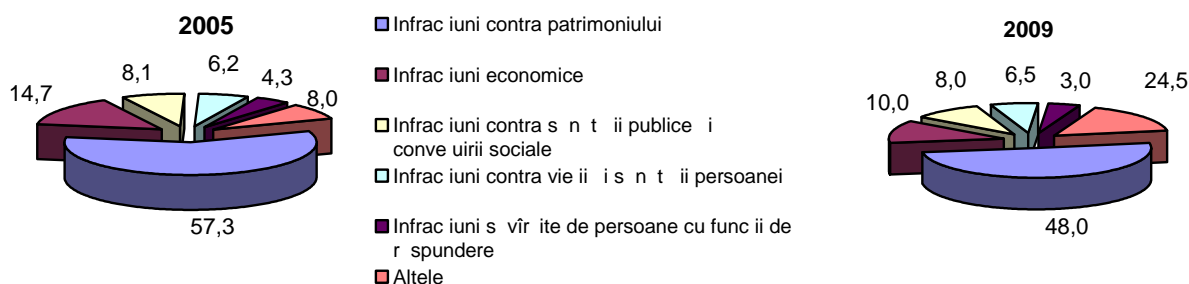 2005
8,1
6,2
4,3
8,0
14,7
57,3
Infrac iuni contra patrimoniului
Infrac iuni economice
Infrac iuni contra s n t ii publice i
conve uirii sociale
Infrac iuni contra vie ii i s n t ii persoanei
Infrac iuni s vîr ite de persoane cu func ii de
r spundere
Altele
2009
8,0
6,5
3,0
24,5
10,0
48,0